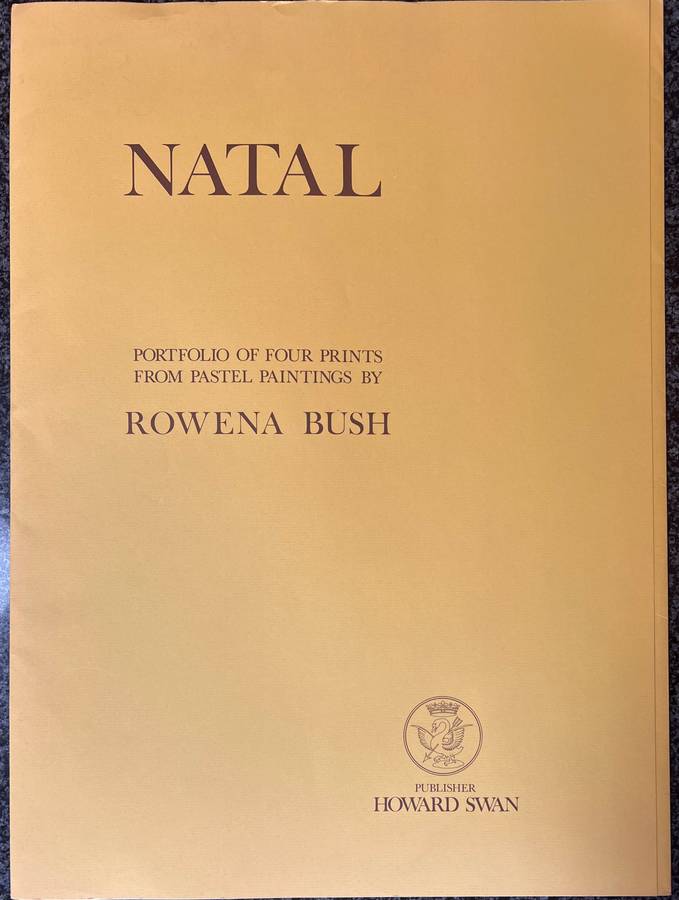 NATAL
PORTFOLIO OF FOUR PRINTS
FROM PASTEL PAINTINGS BY
ROWENA BUSH
PUBLISHER
HOWARD SWAN